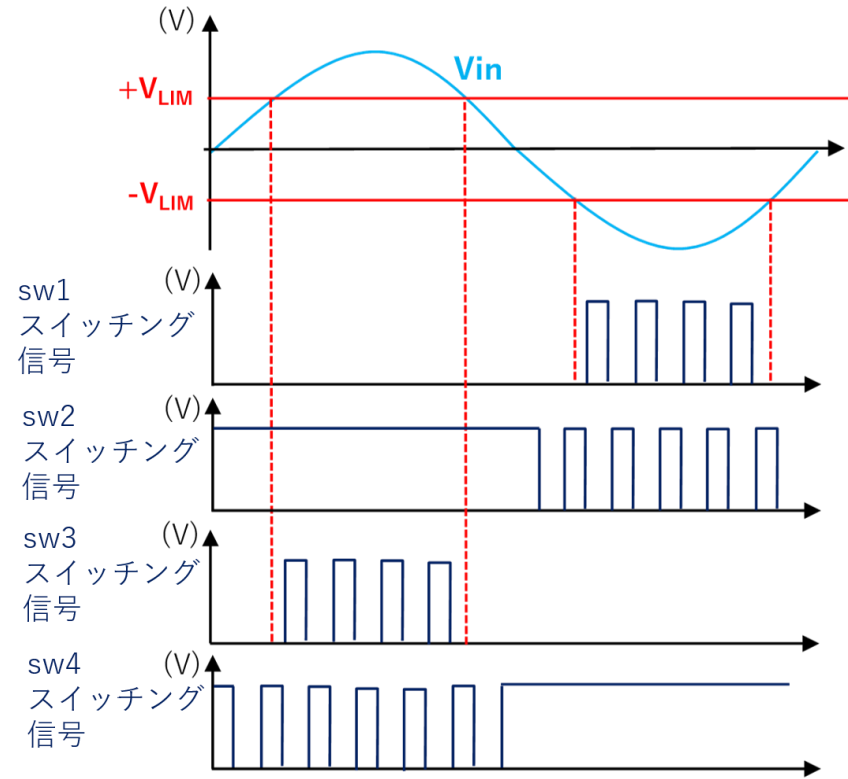 (V)
Vin
+VLIM
-VLIM
(V)
sw1
スイッチング
信号
(V)
sw2
スイッチング
信号
(V)
sw3
スイッチング
信号
(V)
sw4
スイッチング
信号